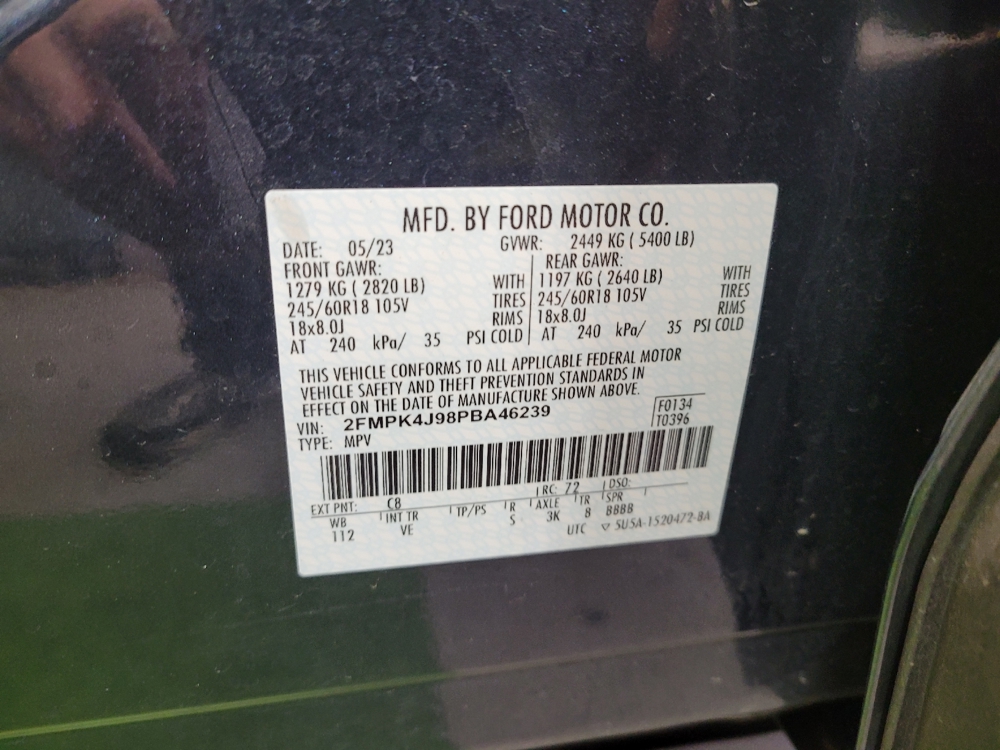 MFD. BY FORD MOTOR CO.
DATE: 05/23 GVWR: 2449 KG ( 5400 LB)
FRONT GAWR: REAR GAWR:
1279 KG ( 2820 LB) WITH 1197 KG ( 2640 LB) WITH
245/60R18 105V TIRES 245/60R18 105V TIRES
18x8.0J RIMS 18x8.0J RIMS
AT 240 kPa/ 35 PSI COLD AT 240 kPa/ 35 PSI COLD
THIS VEHICLE CONFORMS TO ALL APPLICABLE FEDERAL MOTOR
VEHICLE SAFETY AND THEFT PREVENTION STANDARDS IN
EFFECT ON THE DATE OF MANUFACTURE SHOWN ABOVE.
VIN: 2FMPK4J98PBA46239 F0134
TYPE: MPV T0396
EXT PNT: C8 RC: 72 DSO:
WB INT TR TP/PS R AXLE TR SPR
112 VE S 3K 8 8888
UTC 5U5A-1520472-BA